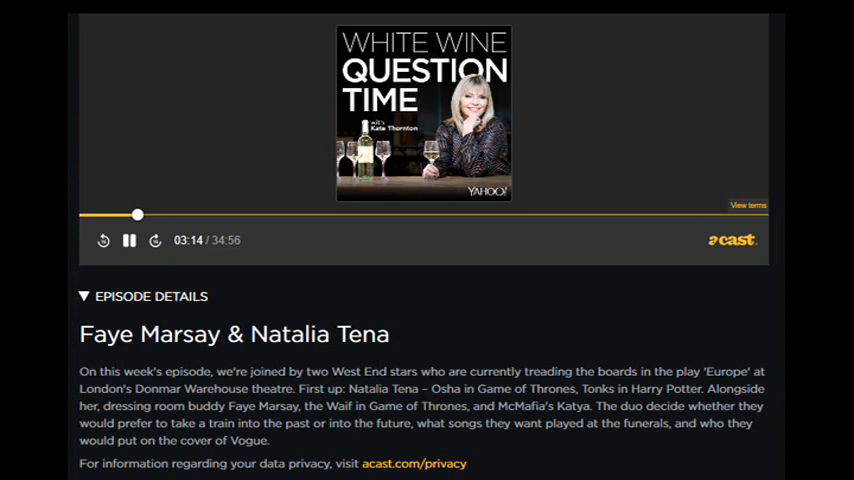 WHITE WINE
QUESTION
TIME
with
Kate Thornton
YAHOO!
View terms
03:14 / 34:56
acast
▼ EPISODE DETAILS
Faye Marsay & Natalia Tena
On this week's episode, we're joined by two West End stars who are currently treading the boards in the play 'Europe' at
London's Donmar Warehouse theatre. First up: Natalia Tena – Osha in Game of Thrones, Tonks in Harry Potter. Alongside
her, dressing room buddy Faye Marsay, the Waif in Game of Thrones, and McMafia's Katya. The duo decide whether they
would prefer to take a train into the past or into the future, what songs they want played at the funerals, and who they
would put on the cover of Vogue.
For information regarding your data privacy, visit acast.com/privacy